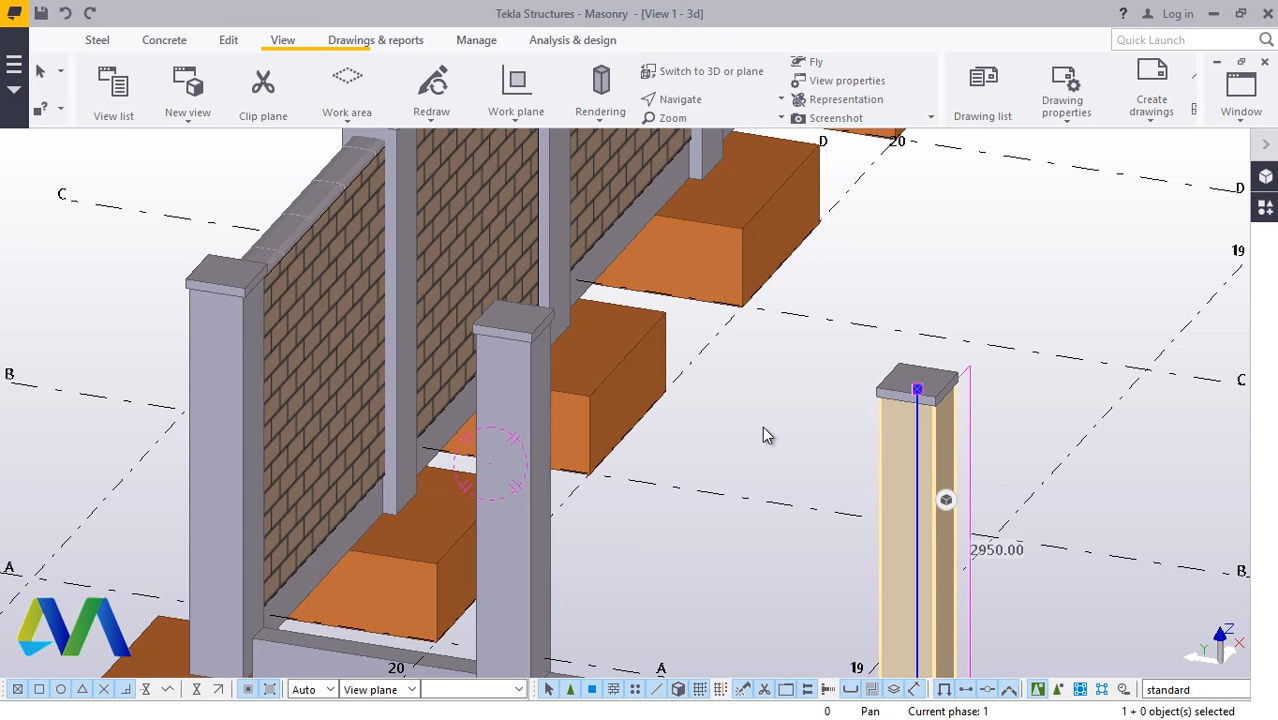 Tekla Structures - Masonry - [View 1 - 3d]
? Log in
Steel Concrete Edit View Drawings & reports Manage Analysis & design Quick Launch
View list
New view
Clip plane
Work area
Redraw
Work plane
Rendering
Switch to 3D or plane
Navigate
Zoom
Fly
View properties
Representation
Screenshot
Drawing list
Drawing properties
Create drawings
Window
D 20
C
D
19
B
C
2950.00
A
B
20 A 19
Z
Y X
AM
Auto View plane standard
0 Pan Current phase: 1 1 + 0 object(s) selected